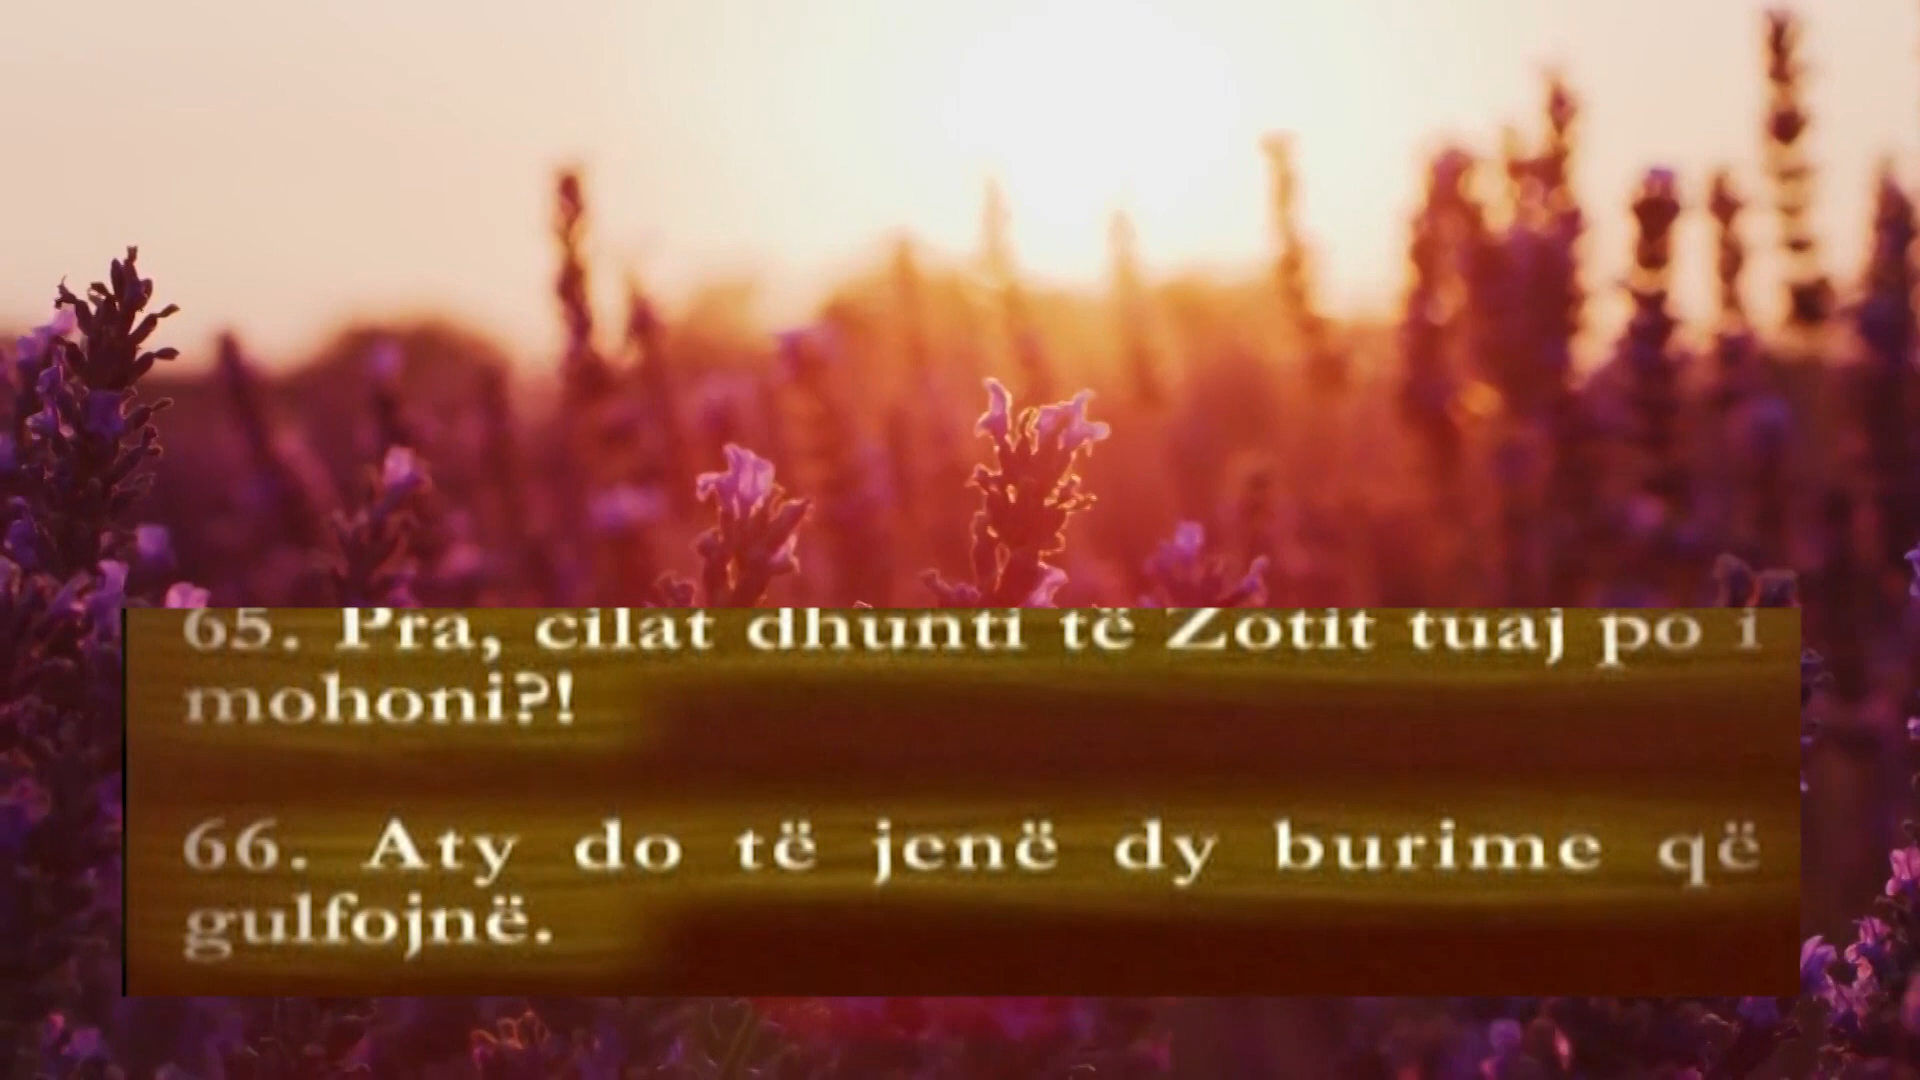 65. Pra, cilat dhunti të Zotit tuaj po i
mohoni?!
66. Aty do të jenë dy burime që
gulfojnë.